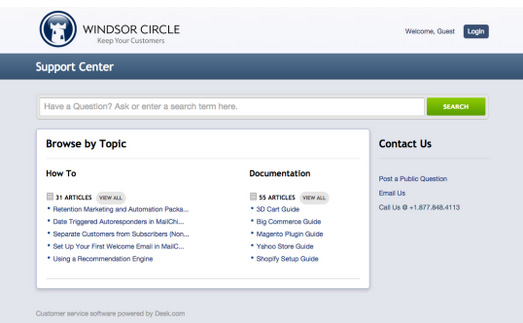 WINDSOR CIRCLE
Keep Your Customers
Welcome, Guest
Login
Support Center
Have a Question? Ask or enter a search term here.
SEARCH
Browse by Topic
Contact Us
How To
Documentation
Post a Public Question
31 ARTICLES VIEW ALL
55 ARTICLES VIEW ALL
Email Us
• Retention Marketing and Automation Packa...
• 3D Cart Guide
Call Us @ +1.877.848.4113
• Date Triggered Autoresponders in MailChi...
• Big Commerce Guide
• Separate Customers from Subscribers (Non...
• Magento Plugin Guide
• Set Up Your First Welcome Email in MailC...
• Yahoo Store Guide
• Using a Recommendation Engine
• Shopify Setup Guide
Customer service software powered by Desk.com